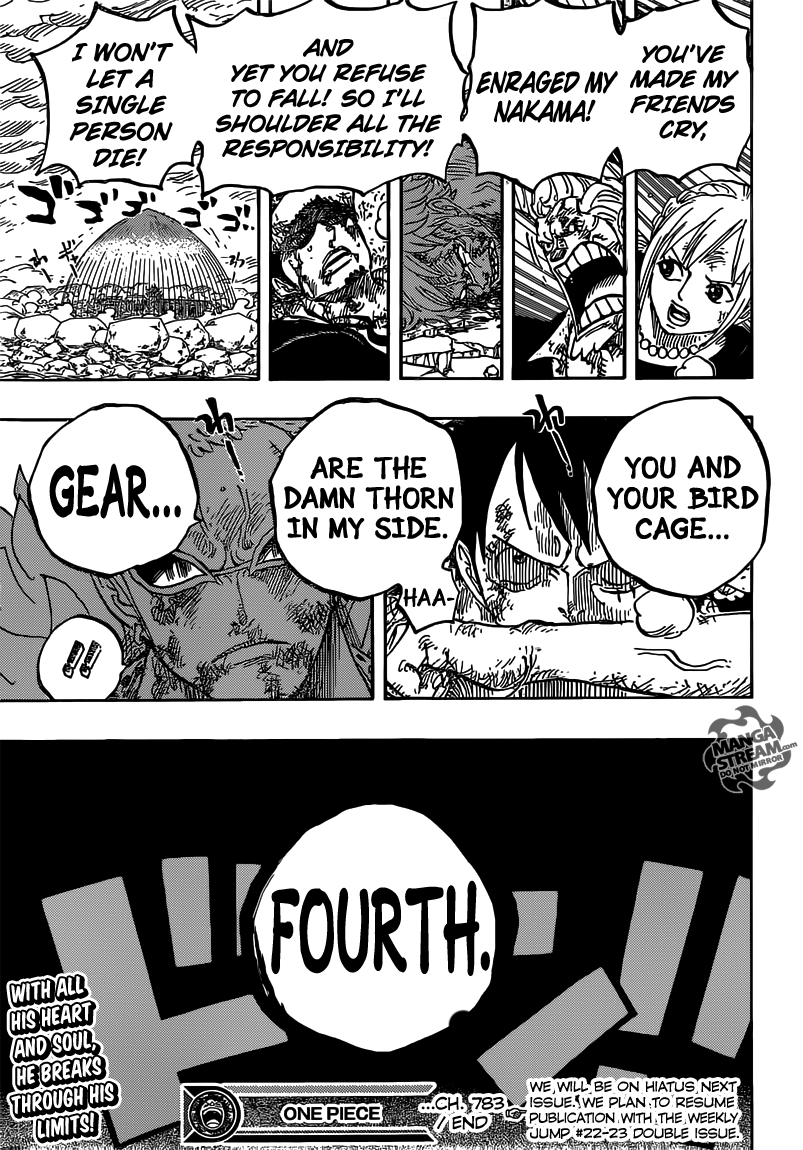 YOU'VE
MADE MY
FRIENDS
CRY,
ENRAGED MY
NAKAMA!
AND
YET YOU REFUSE
TO FALL! SO I'LL
SHOULDER ALL THE
RESPONSIBILITY!
I WON'T
LET A
SINGLE
PERSON
DIE!
ゴゴゴゴ
YOU AND
YOUR BIRD
CAGE...
HAA-
ARE THE
DAMN THORN
IN MY SIDE.
GEAR...
FOURTH.
MANGA
STREAM.com
DO NOT MIRROR
WITH ALL
HIS HEART
AND SOUL,
HE BREAKS
THROUGH HIS
LIMITS!
ONE PIECE
...CH. 783
/ END
WE WILL BE ON HIATUS NEXT
ISSUE. WE PLAN TO RESUME
PUBLICATION WITH THE WEEKLY
JUMP #22-23 DOUBLE ISSUE.